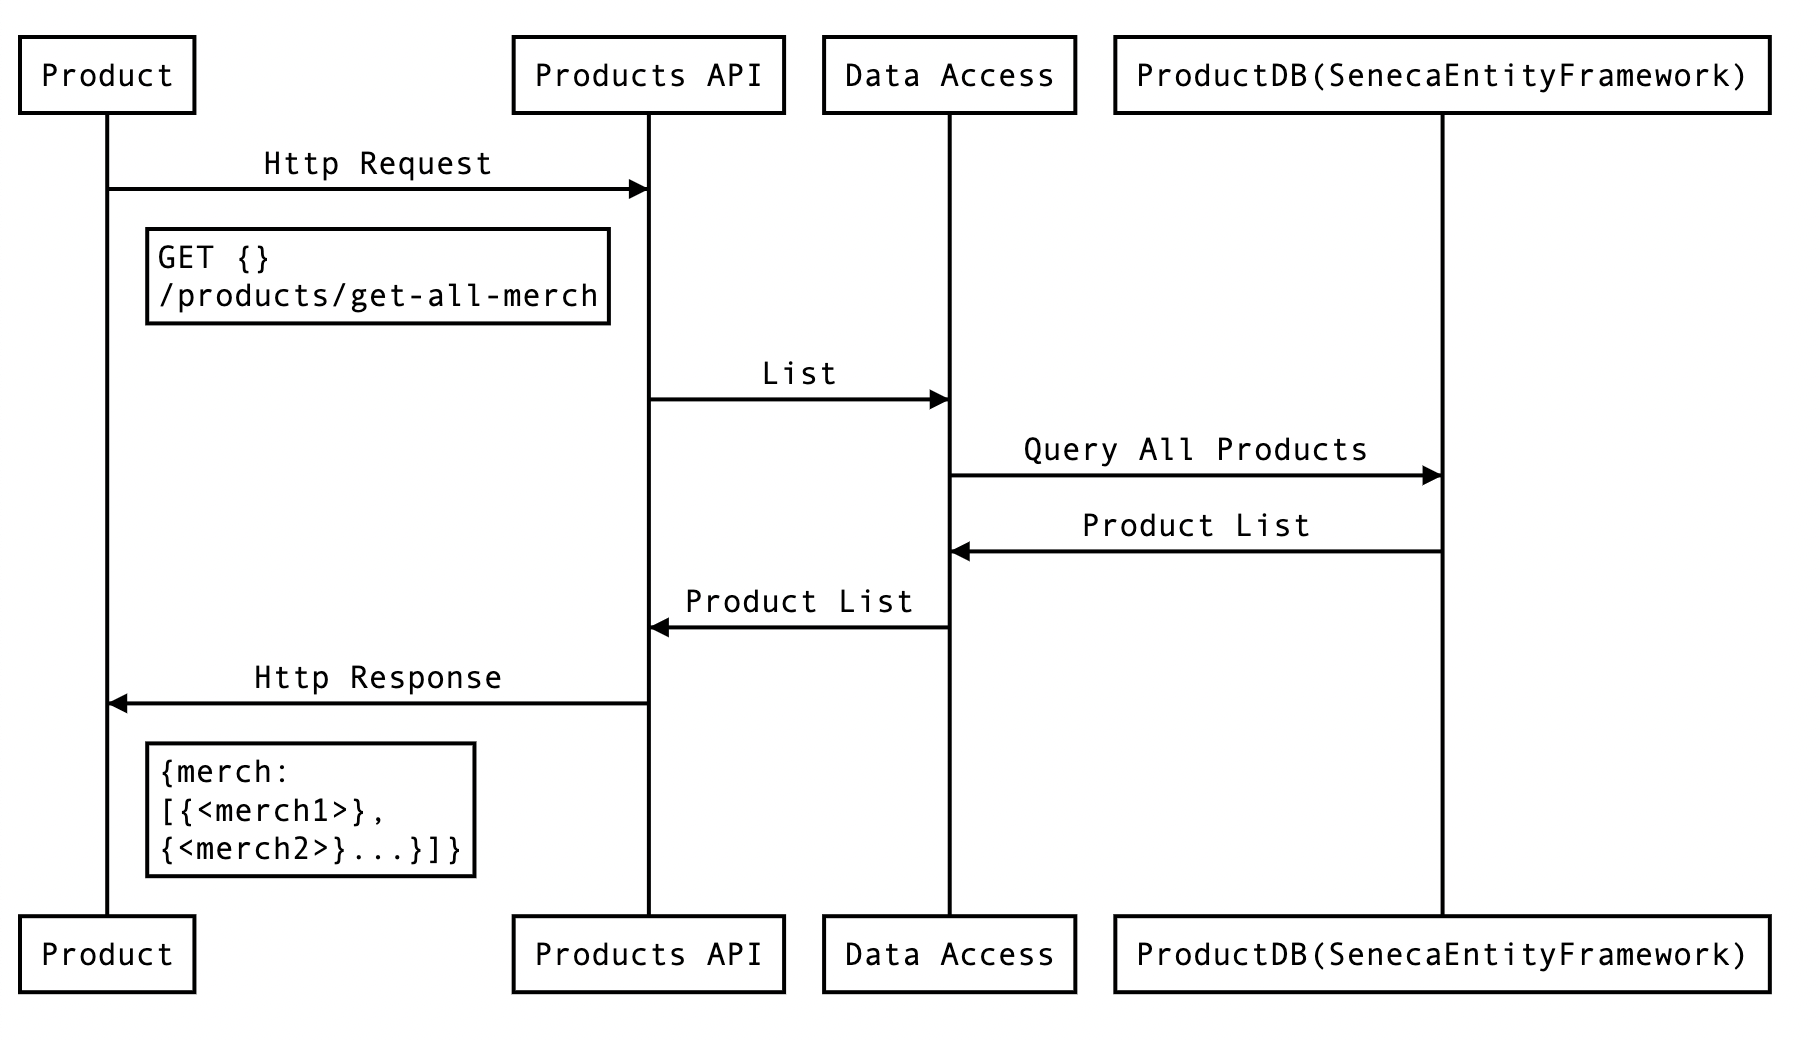 Product
Products API
Data Access
ProductDB(SenecaEntityFramework)
Http Request
GET {}
/products/get-all-merch
List
Query All Products
Product List
Product List
Http Response
{merch:
[{<merch1>},
{<merch2>}...}]}
Product
Products API
Data Access
ProductDB(SenecaEntityFramework)